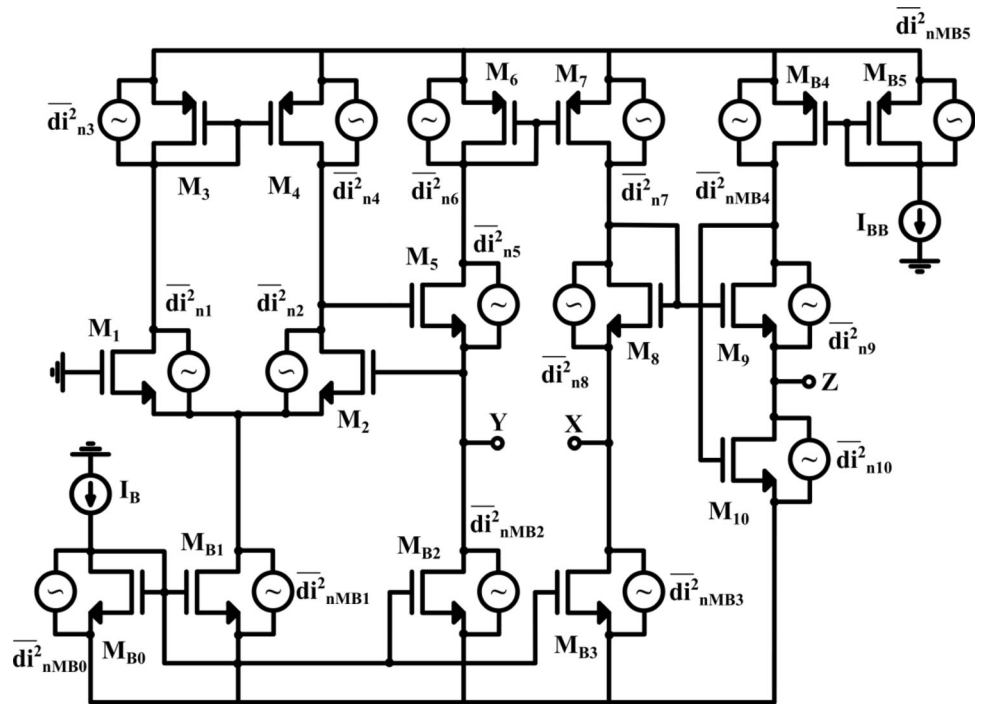 di²nMB5
M6
M7
MB4
MB5
di²n3
M3
M4
di²n4
di²n6
di²n7
di²nMB4
IBB
M5
di²n5
M1
di²n1
di²n2
M2
di²n8
M8
M9
di²n9
Z
Y
X
IB
M10
di²n10
MB1
di²nMB1
MB2
di²nMB2
MB3
di²nMB3
di²nMB0
MB0